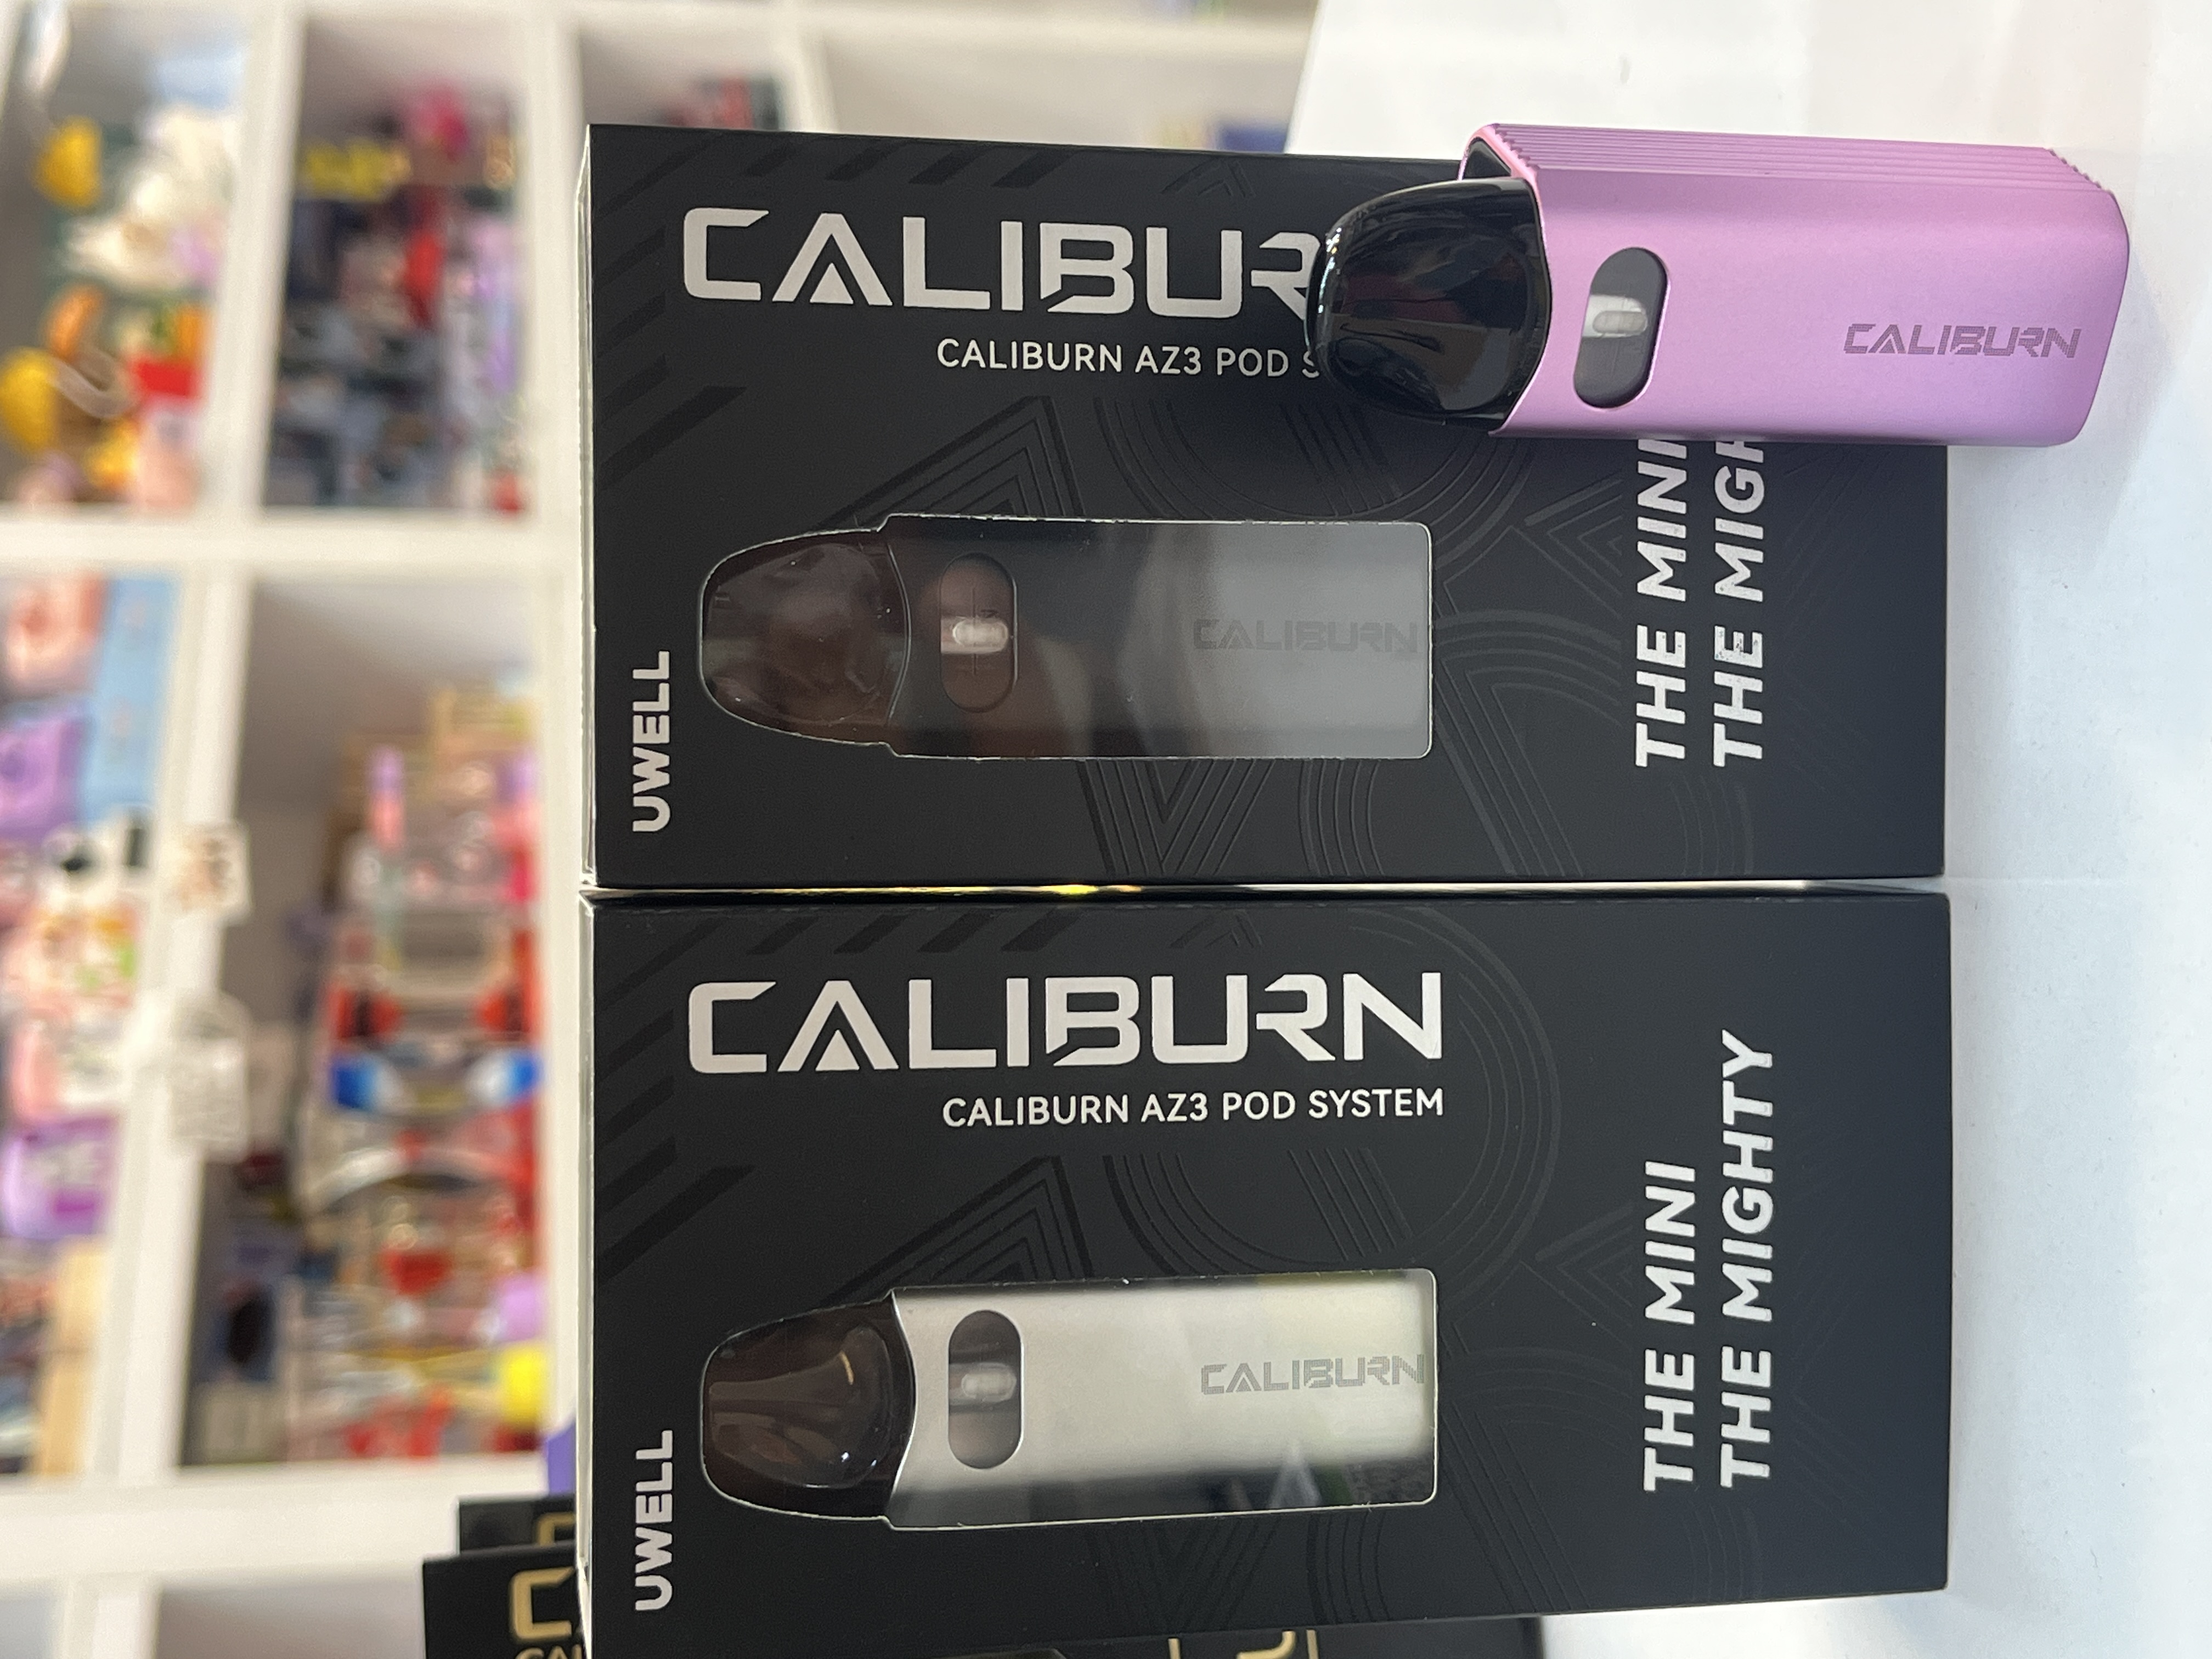 CALIBUR
CALIBURN AZ3 POD S
UWELL
CALIBURN
THE MINI
THE MIGH
CALIBURN
CALIBURN
CALIBURN AZ3 POD SYSTEM
UWELL
CALIBURN
THE MINI
THE MIGHTY